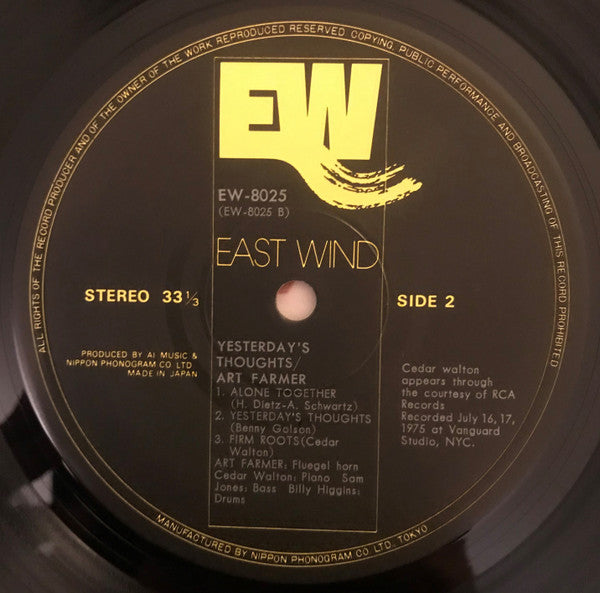 ALL RIGHTS OF THE RECORD PRODUCER AND OF THE OWNER OF THE WORK REPRODUCED RESERVED. COPYING, PUBLIC PERFORMANCE AND BROADCASTING OF THIS RECORD PROHIBITED
EW
EW-8025
(EW-8025 B)
EAST WIND
STEREO 33 1/3
SIDE 2
PRODUCED BY AI MUSIC &
NIPPON PHONOGRAM CO LTD
MADE IN JAPAN
YESTERDAY'S
THOUGHTS/
ART FARMER
1. ALONE TOGETHER
(H. Dietz-A. Schwartz)
2. YESTERDAY'S THOUGHTS
(Benny Golson)
3. FIRM ROOTS(Cedar
Walton)
ART FARMER: Fluegel horn
Cedar Walton: Piano Sam
Jones: Bass Billy Higgins:
Drums
Cedar walton
appears through
the courtesy of RCA
Records
Recorded July 16,17,
1975 at Vanguard
Studio, NYC.
MANUFACTURED BY NIPPON PHONOGRAM CO LTD, TOKYO